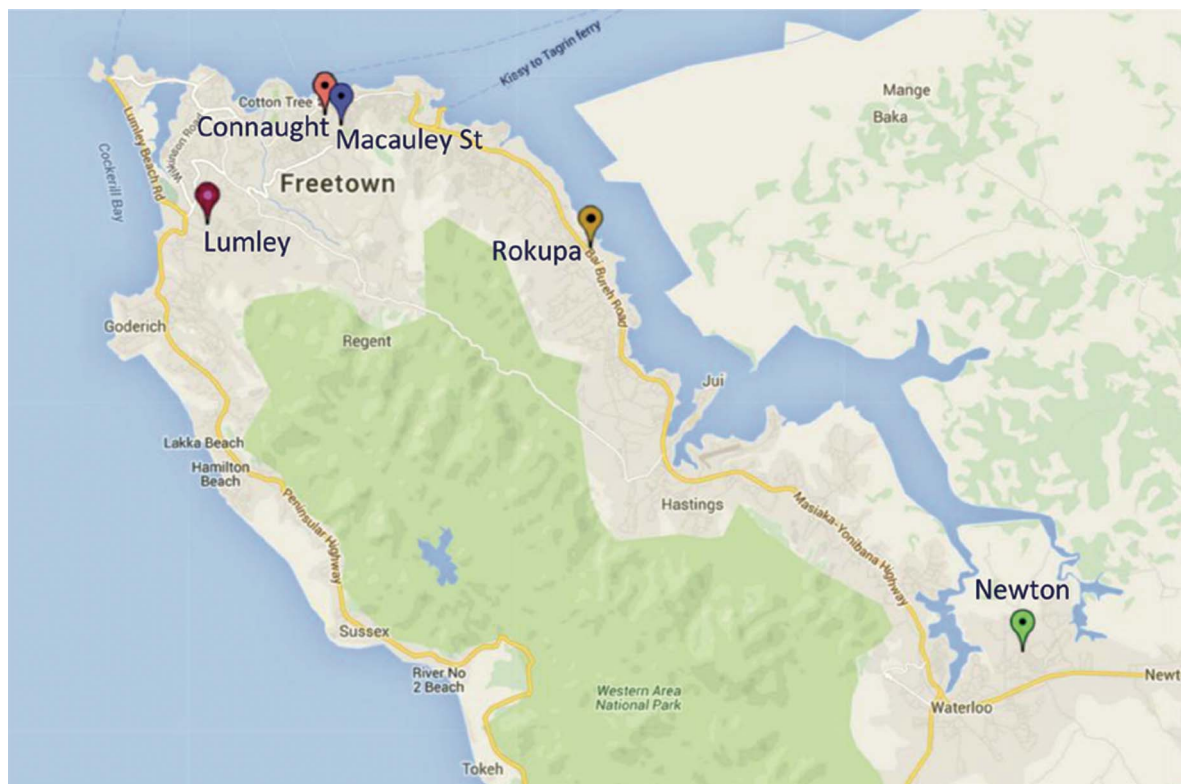 Kissy to Tagrin ferry
Mange
Baka
Cotton Tree
Connaught
Macauley St
Lumley Beach Rd
Wilkinson Road
Cockerill Bay
Freetown
Lumley
Rokupa
Bai Bureh Road
Goderich
Regent
Jui
Lakka Beach
Hamilton
Beach
Peninsular Highway
Hastings
Masiaka-Yonibana Highway
Newton
Sussex
River No
2 Beach
Western Area
National Park
Newt
Waterloo
Tokeh